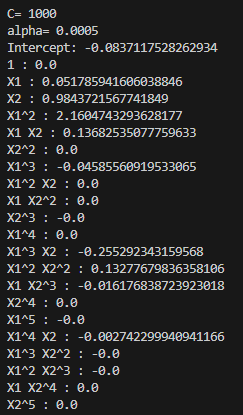 C= 1000
alpha= 0.0005
Intercept: -0.0837117528262934
1 : 0.0
X1 : 0.051785941606038846
X2 : 0.9843721567741849
X1^2 : 2.1604743293628177
X1 X2 : 0.13682535077759633
X2^2 : 0.0
X1^3 : -0.04585560919533065
X1^2 X2 : 0.0
X1 X2^2 : 0.0
X2^3 : -0.0
X1^4 : 0.0
X1^3 X2 : -0.255292343159568
X1^2 X2^2 : 0.13277679836358106
X1 X2^3 : -0.016176838723923018
X2^4 : 0.0
X1^5 : -0.0
X1^4 X2 : -0.002742299940941166
X1^3 X2^2 : -0.0
X1^2 X2^3 : -0.0
X1 X2^4 : 0.0
X2^5 : 0.0